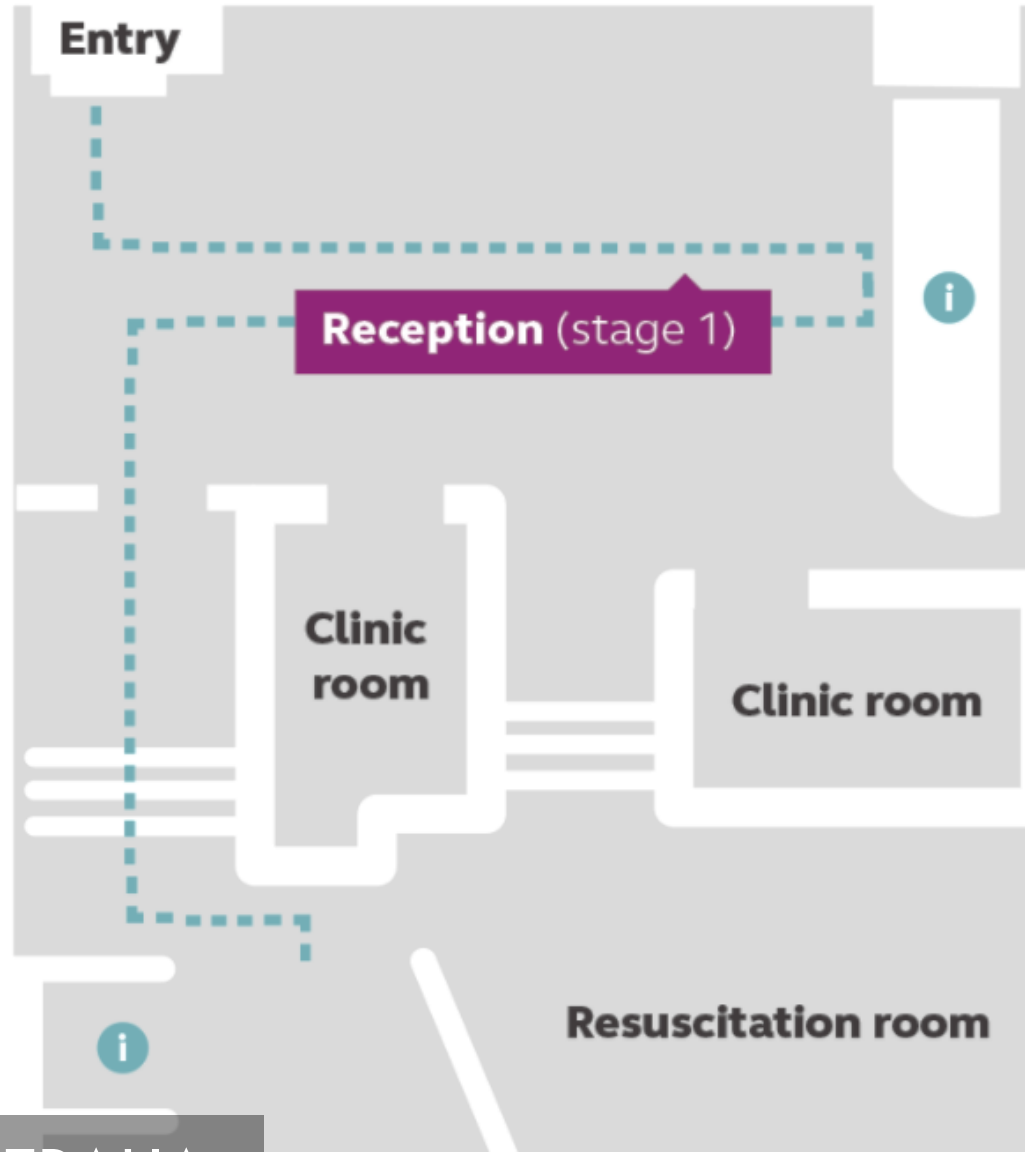 Entry
i
Reception (stage 1)
Clinic
room
Clinic room
Resuscitation room
i